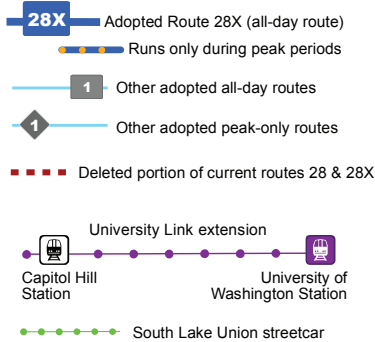 28X Adopted Route 28X (all-day route)
Runs only during peak periods
1 Other adopted all-day routes
1 Other adopted peak-only routes
Deleted portion of current routes 28 & 28X
University Link extension
Capitol Hill
Station
University of
Washington Station
South Lake Union streetcar